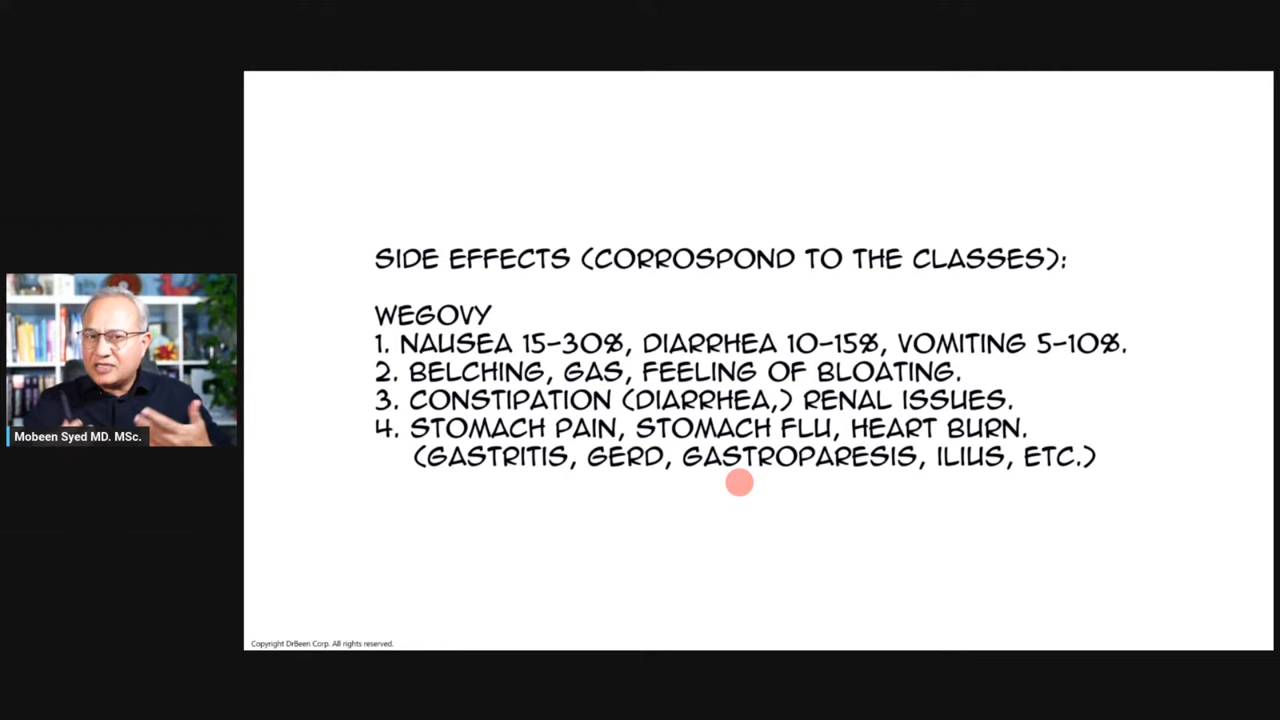 SIDE EFFECTS (CORROSPOND TO THE CLASSES):
WEGOVY
1. NAUSEA 15-30%, DIARRHEA 10-15%, VOMITING 5-10%.
2. BELCHING, GAS, FEELING OF BLOATING.
3. CONSTIPATION (DIARRHEA,) RENAL ISSUES.
4. STOMACH PAIN, STOMACH FLU, HEART BURN.
(GASTRITIS, GERD, GASTROPARESIS, ILIUS, ETC.)
Mobeen Syed MD. MSc.
Copyright DrBeen Corp. All rights reserved.